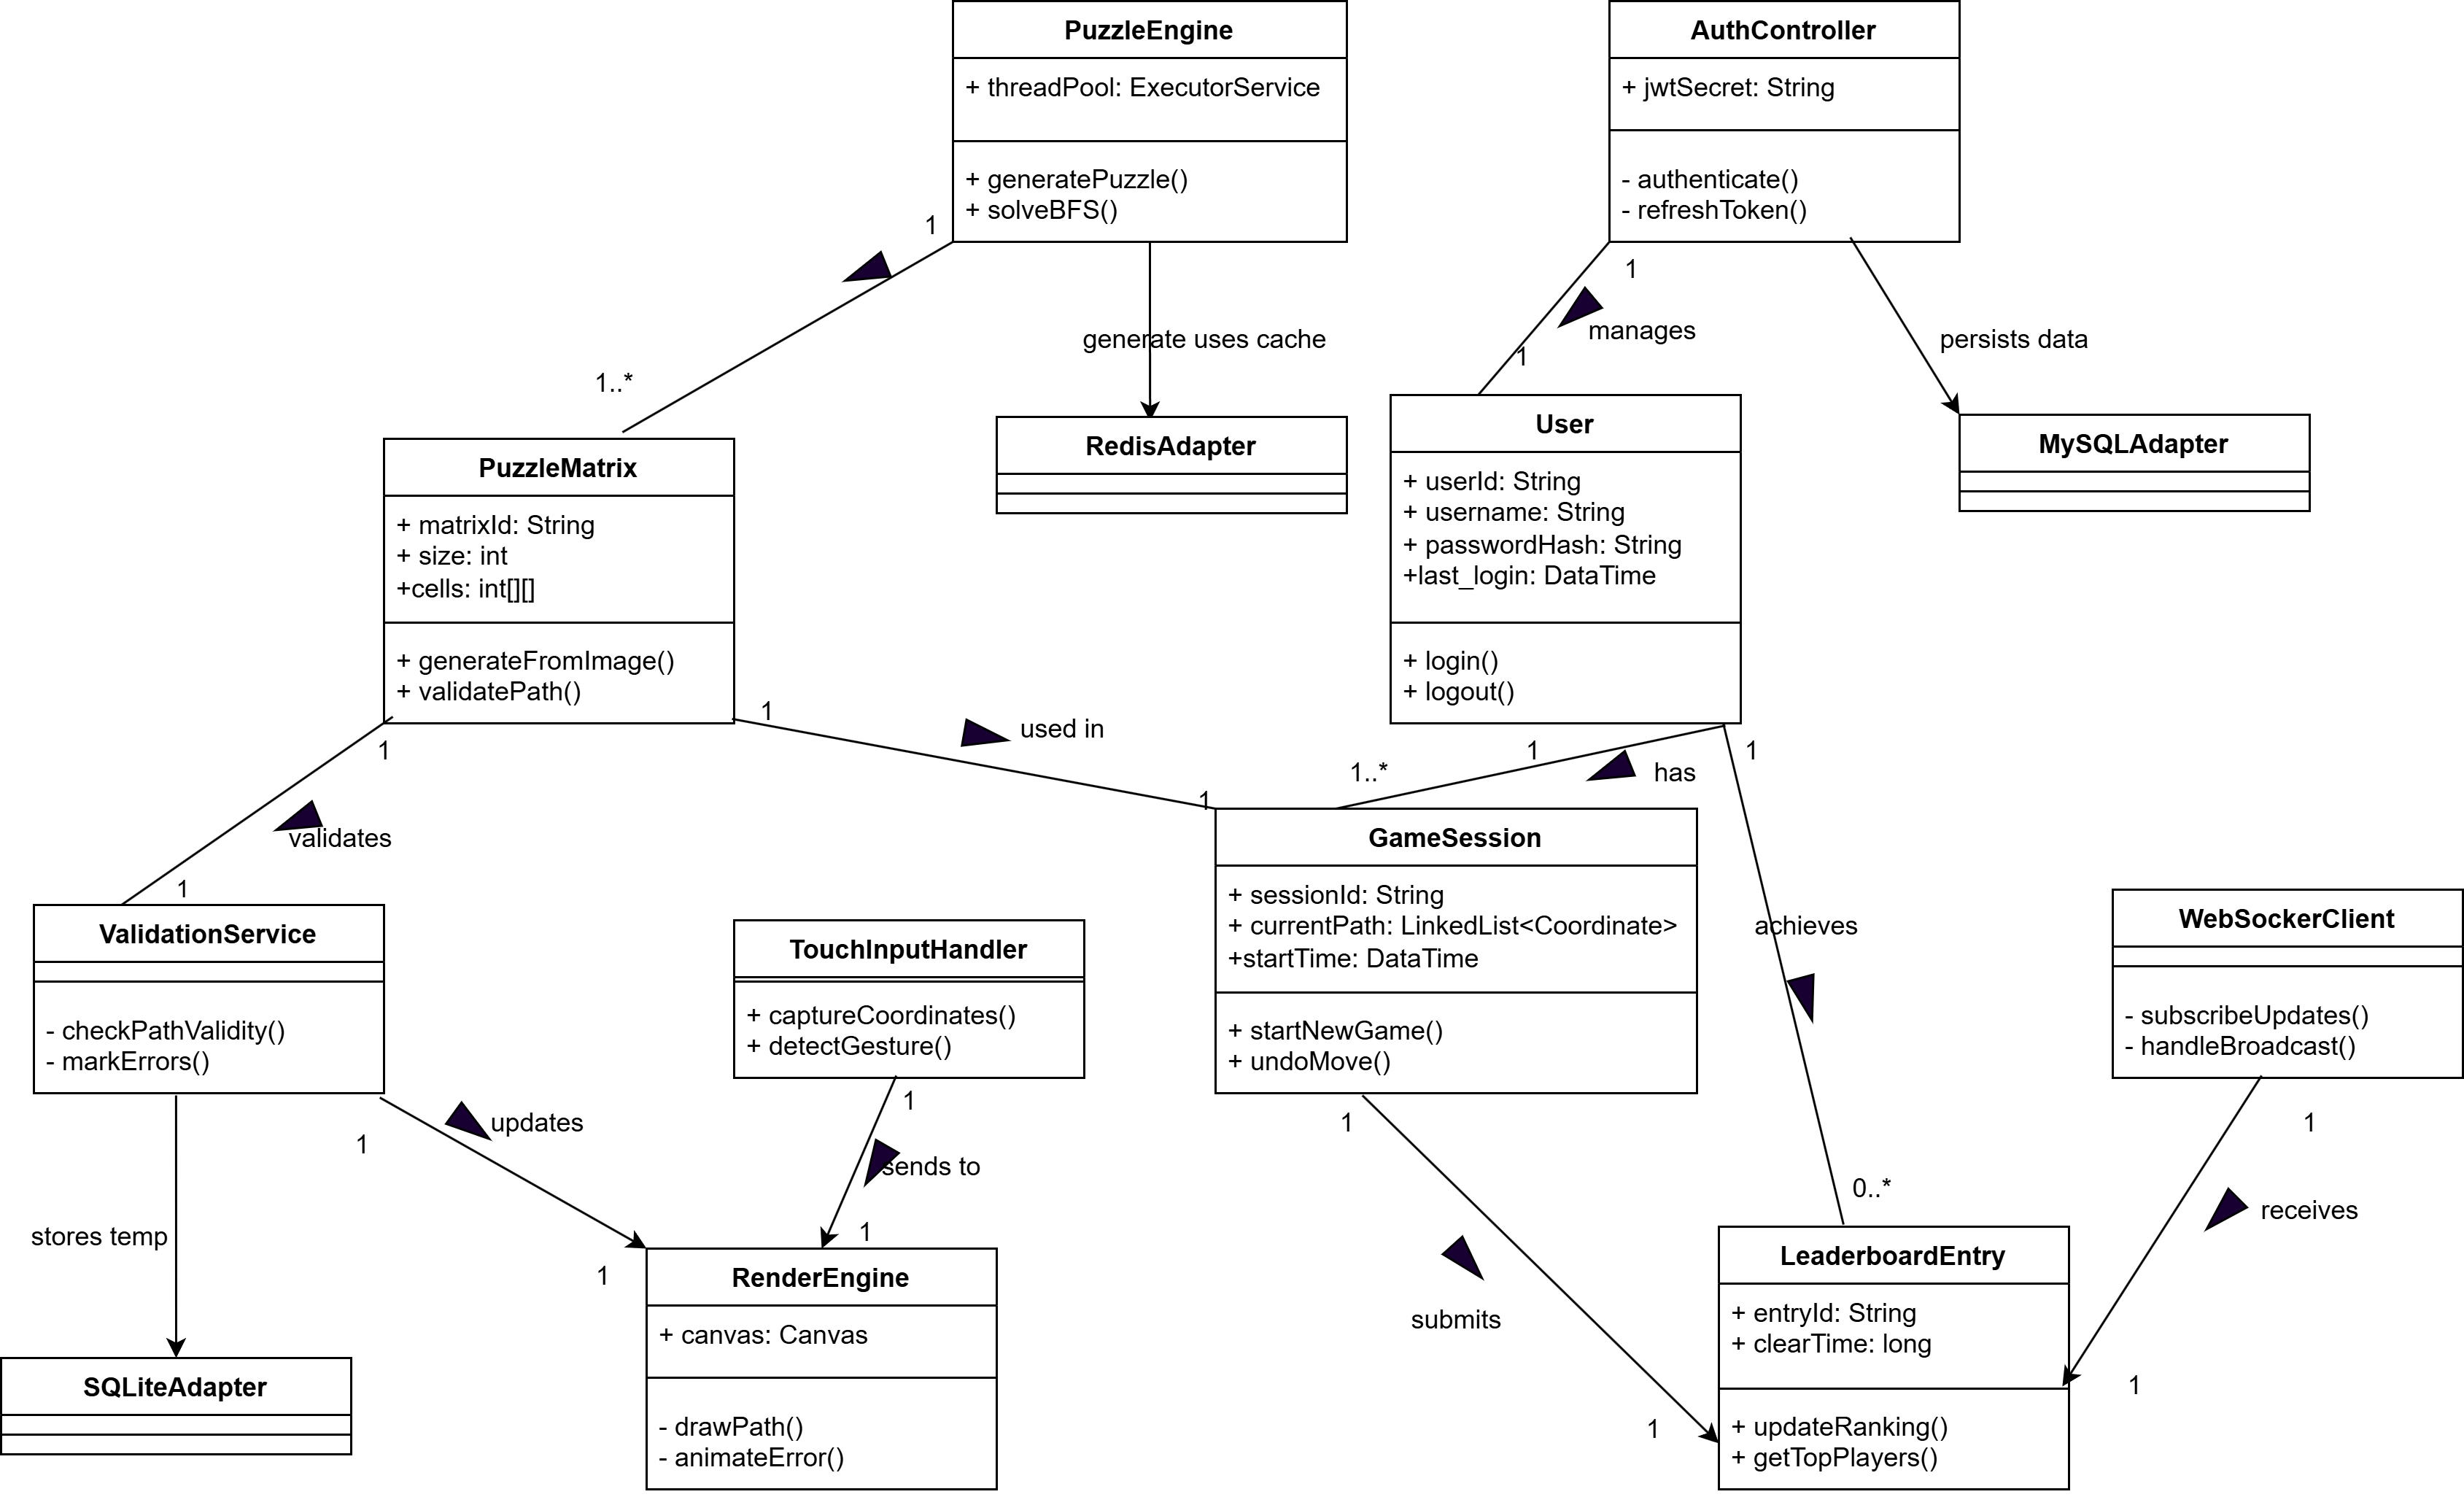 PuzzleEngine
+ threadPool: ExecutorService
+ generatePuzzle()
+ solveBFS()
AuthController
+ jwtSecret: String
- authenticate()
- refreshToken()
1
1..*
generate uses cache
1
manages
1
persists data
RedisAdapter
User
+ userId: String
+ username: String
+ passwordHash: String
+last_login: DataTime
+ login()
+ logout()
MySQLAdapter
PuzzleMatrix
+ matrixId: String
+ size: int
+cells: int[][]
+ generateFromImage()
+ validatePath()
1
used in
1
1
validates
1
1
1..*
has
1
achieves
0..*
ValidationService
- checkPathValidity()
- markErrors()
TouchInputHandler
+ captureCoordinates()
+ detectGesture()
GameSession
+ sessionId: String
+ currentPath: LinkedList<Coordinate>
+startTime: DataTime
+ startNewGame()
+ undoMove()
WebSockerClient
- subscribeUpdates()
- handleBroadcast()
1
updates
1
1
sends to
1
1
submits
1
1
receives
1
stores temp
SQLiteAdapter
RenderEngine
+ canvas: Canvas
- drawPath()
- animateError()
LeaderboardEntry
+ entryId: String
+ clearTime: long
+ updateRanking()
+ getTopPlayers()